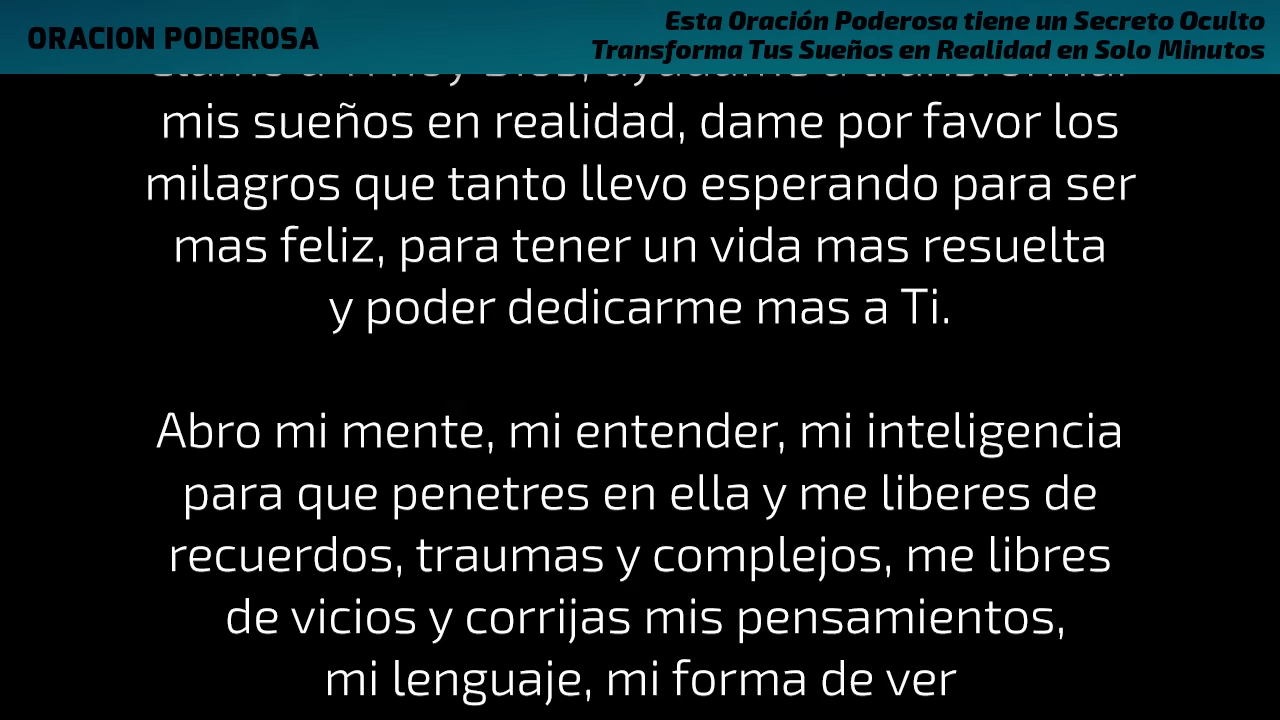 ORACION PODEROSA
Esta Oración Poderosa tiene un Secreto Oculto
Transforma Tus Sueños en Realidad en Solo Minutos
mis sueños en realidad, dame por favor los
milagros que tanto llevo esperando para ser
mas feliz, para tener un vida mas resuelta
y poder dedicarme mas a Ti.
Abro mi mente, mi entender, mi inteligencia
para que penetres en ella y me liberes de
recuerdos, traumas y complejos, me libres
de vicios y corrijas mis pensamientos,
mi lenguaje, mi forma de ver